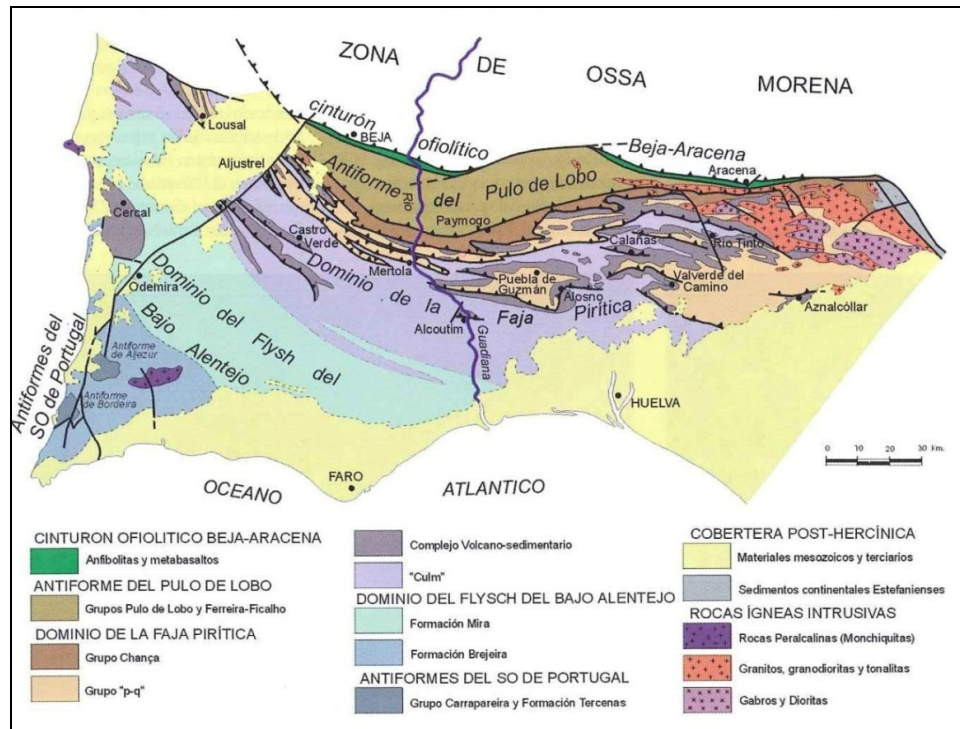 ZONA DE OSSA MORENA
cinturón ofiolítico Beja-Aracena
BEJA
Lousal
Aljustrel
Antiforme del Pulo de Lobo
Río
Aracena
Paymogo
Cercal
Castro
Verde
Mertola
Calañas
Río Tinto
Dominio de la Faja Pirítica
Puebla de
Guzmán
Alosno
Valverde del
Camino
Aznalcóllar
Odemira
Dominio del Flysh del
Bajo Alentejo
Alcoutim
Guadiana
Antiformes del
SO de Portugal
Antiforme
de Aljezur
Antiforme
de Bordeira
HUELVA
FARO
OCEANO ATLANTICO
0 10 20 30 km.
CINTURON OFIOLITICO BEJA-ARACENA
Anfibolitas y metabasaltos
ANTIFORME DEL PULO DE LOBO
Grupos Pulo de Lobo y Ferreira-Ficalho
DOMINIO DE LA FAJA PIRÍTICA
Grupo Chança
Grupo "p-q"
Complejo Volcano-sedimentario
"Culm"
DOMINIO DEL FLYSCH DEL BAJO ALENTEJO
Formación Mira
Formación Brejeira
ANTIFORMES DEL SO DE PORTUGAL
Grupo Carrapareira y Formación Tercenas
COBERTERA POST-HERCÍNICA
Materiales mesozoicos y terciarios
Sedimentos continentales Estefanienses
ROCAS ÍGNEAS INTRUSIVAS
Rocas Peralcalinas (Monchiquitas)
Granitos, granodioritas y tonalitas
Gabros y Dioritas